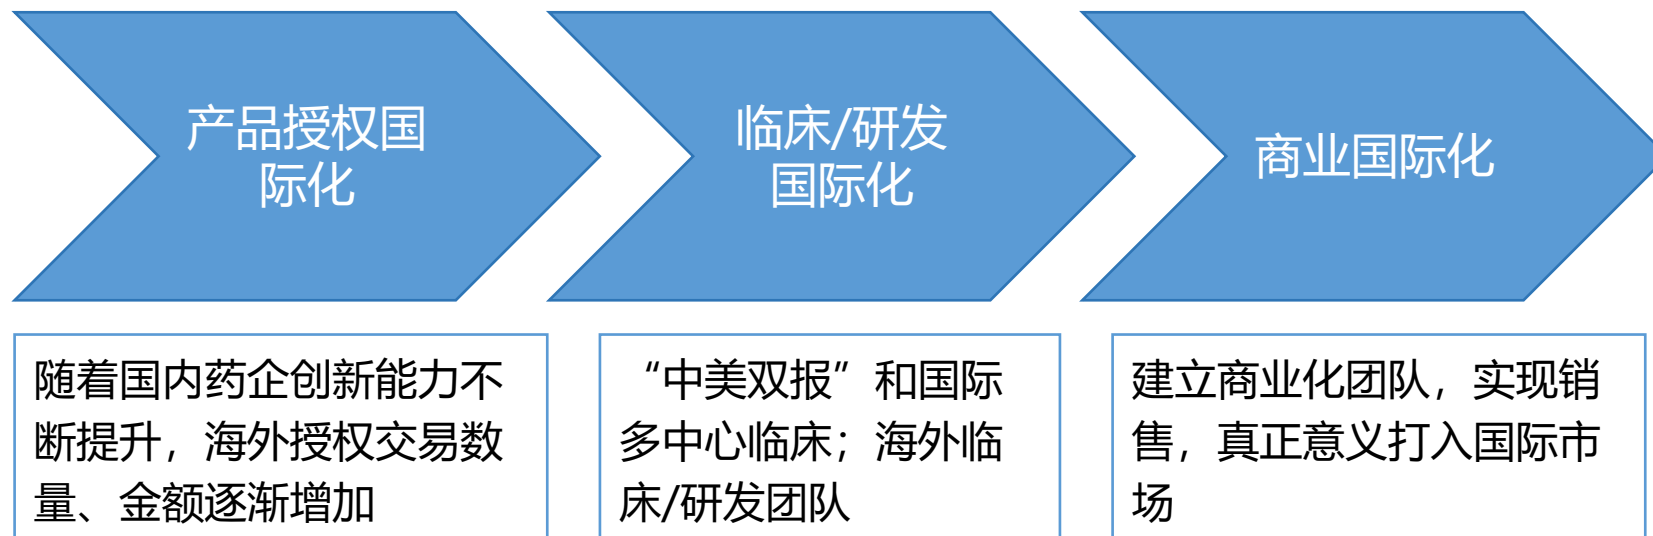 产品授权国
际化
临床/研发
国际化
商业国际化
随着国内药企创新能力不
断提升，海外授权交易数
量、金额逐渐增加
“中美双报”和国际
多中心临床；海外临
床/研发团队
建立商业化团队，实现销
售，真正意义打入国际市
场